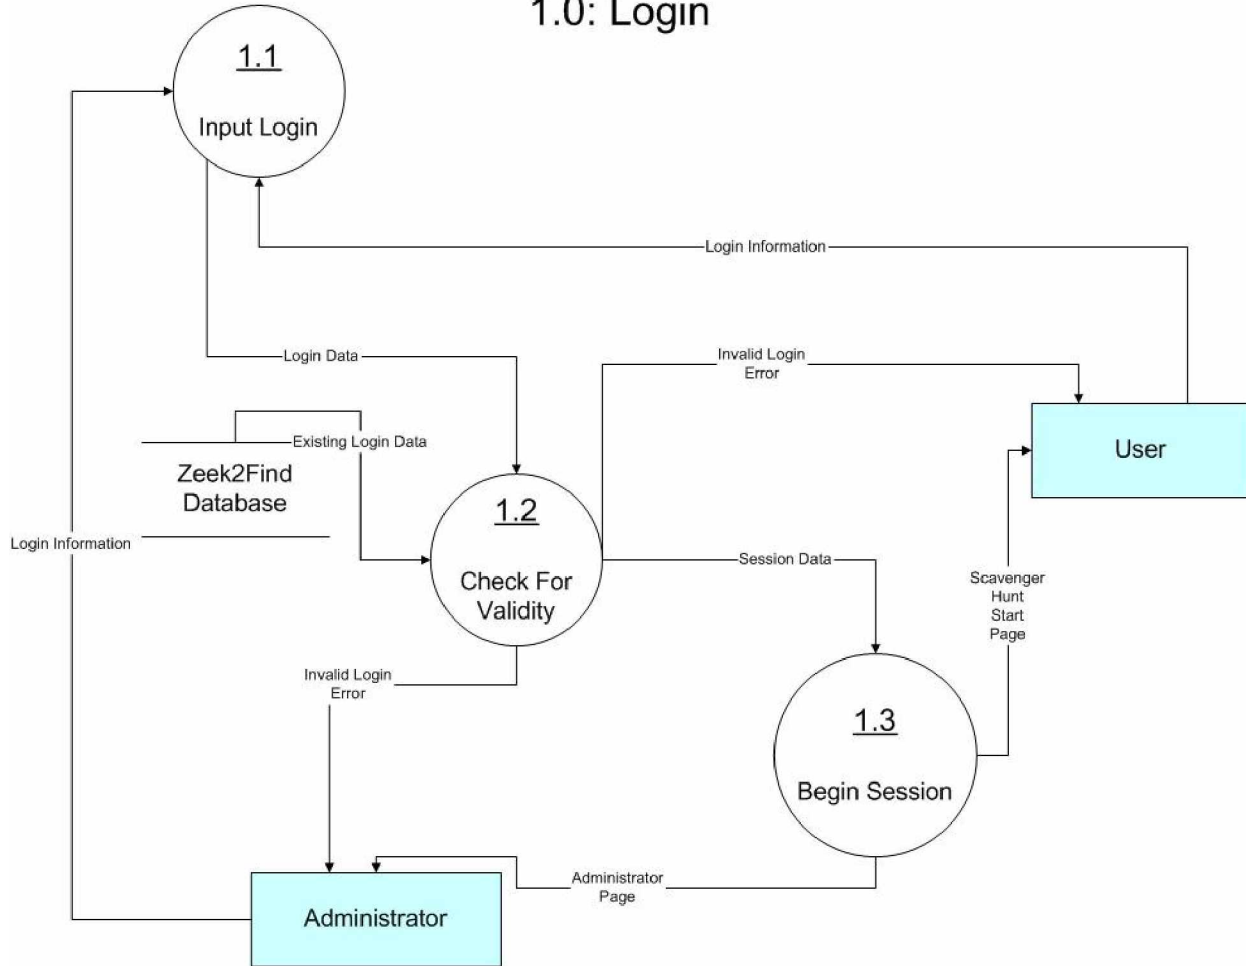 1.0: Login
1.1
Input Login
Login Information
Login Data
Invalid Login
Error
Existing Login Data
User
Zeek2Find
Database
1.2
Login Information
Session Data
Check For
Validity
Scavenger
Hunt
Start
Page
Invalid Login
Error
1.3
Begin Session
Administrator
Page
Administrator